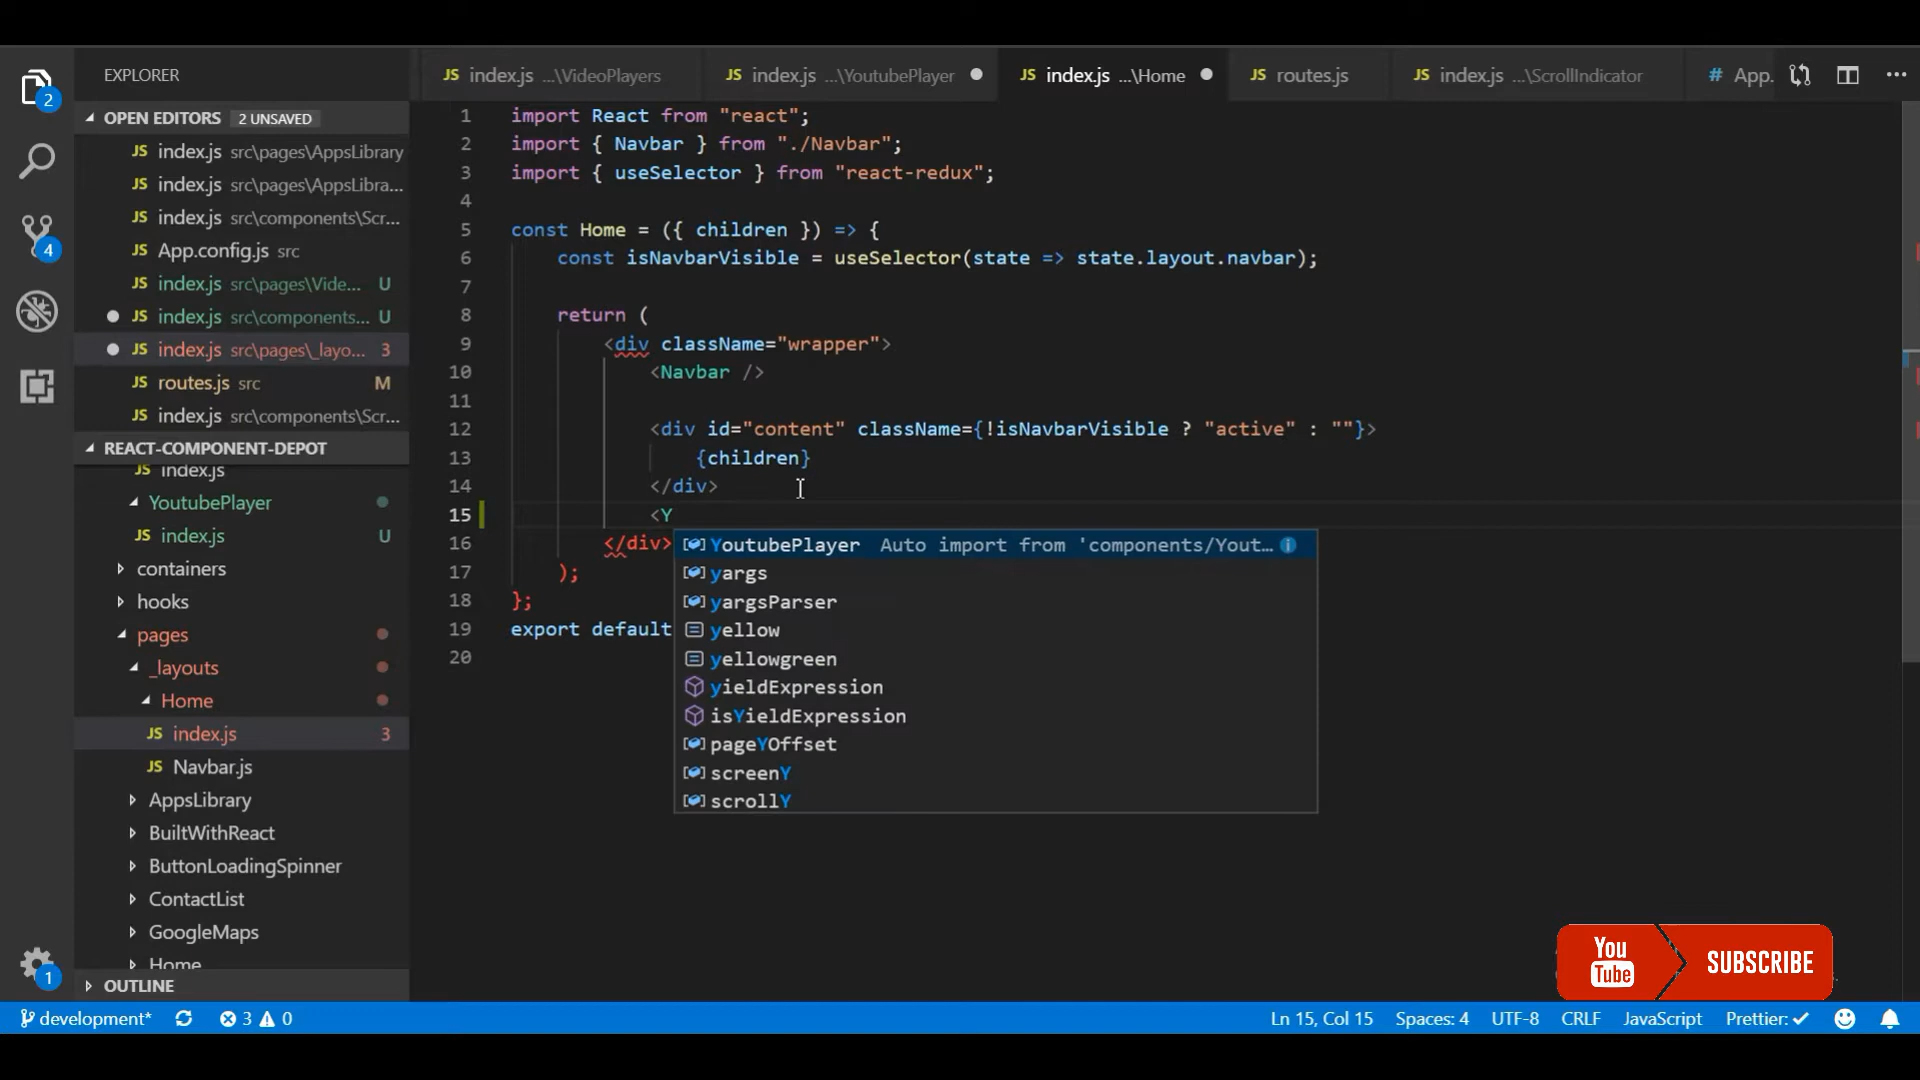 EXPLORER
OPEN EDITORS 2 UNSAVED
JS index.js src\pages\AppsLibrary
JS index.js src\pages\AppsLibra...
JS index.js src\components\Scr...
JS App.config.js src
JS index.js src\pages\Vide... U
JS index.js src\components... U
JS index.js src\pages\_layo... 3
JS routes.js src M
JS index.js src\components\Scr...
REACT-COMPONENT-DEPOT
index.js
YoutubePlayer
JS index.js U
containers
hooks
pages
_layouts
Home
JS index.js 3
JS Navbar.js
AppsLibrary
BuiltWithReact
ButtonLoadingSpinner
ContactList
GoogleMaps
Home
OUTLINE
2
4
1
JS index.js ...\VideoPlayers
JS index.js ...\YoutubePlayer
JS index.js ...\Home
JS routes.js
JS index.js ...\ScrollIndicator
# App.
...
1 import React from "react";
2 import { Navbar } from "./Navbar";
3 import { useSelector } from "react-redux";
4
5 const Home = ({ children }) => {
6 const isNavbarVisible = useSelector(state => state.layout.navbar);
7
8 return (
9 <div className="wrapper">
10 <Navbar />
11
12 <div id="content" className={!isNavbarVisible ? "active" : ""}>
13 {children}
14 </div>
15 <Y
16 </div>
17 );
18 };
19 export default
20
YoutubePlayer Auto import from 'components/Yout...
yargs
yargsParser
yellow
yellowgreen
yieldExpression
isYieldExpression
pageYOffset
screenY
scrollY
You
Tube
SUBSCRIBE
development* 3 0 Ln 15, Col 15 Spaces: 4 UTF-8 CRLF JavaScript Prettier: ✓